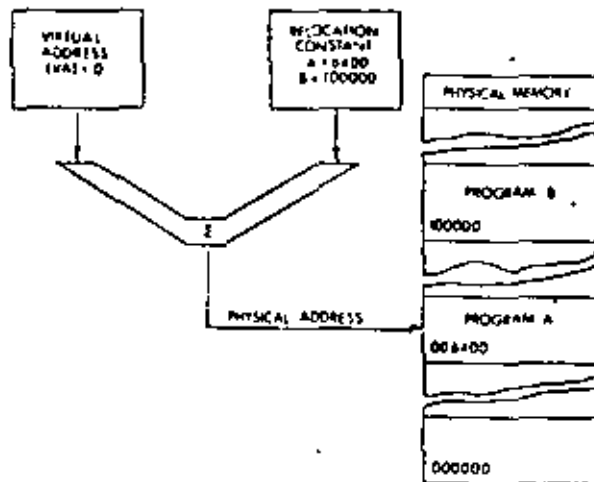 VIRTUAL
ADDRESS
(VA) = 0
RELOCATION
CONSTANT
A = 6400
B = 100000
PHYSICAL MEMORY
PROGRAM B
100000
Σ
PHYSICAL ADDRESS
PROGRAM A
006400
000000